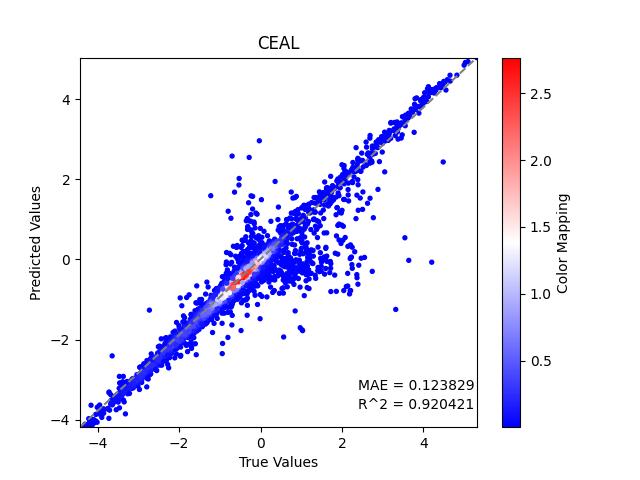 CEAL
Predicted Values
4
2
0
−2
−4
−4
−2
0
2
4
True Values
MAE = 0.123829
R^2 = 0.920421
2.5
2.0
1.5
1.0
0.5
Color Mapping